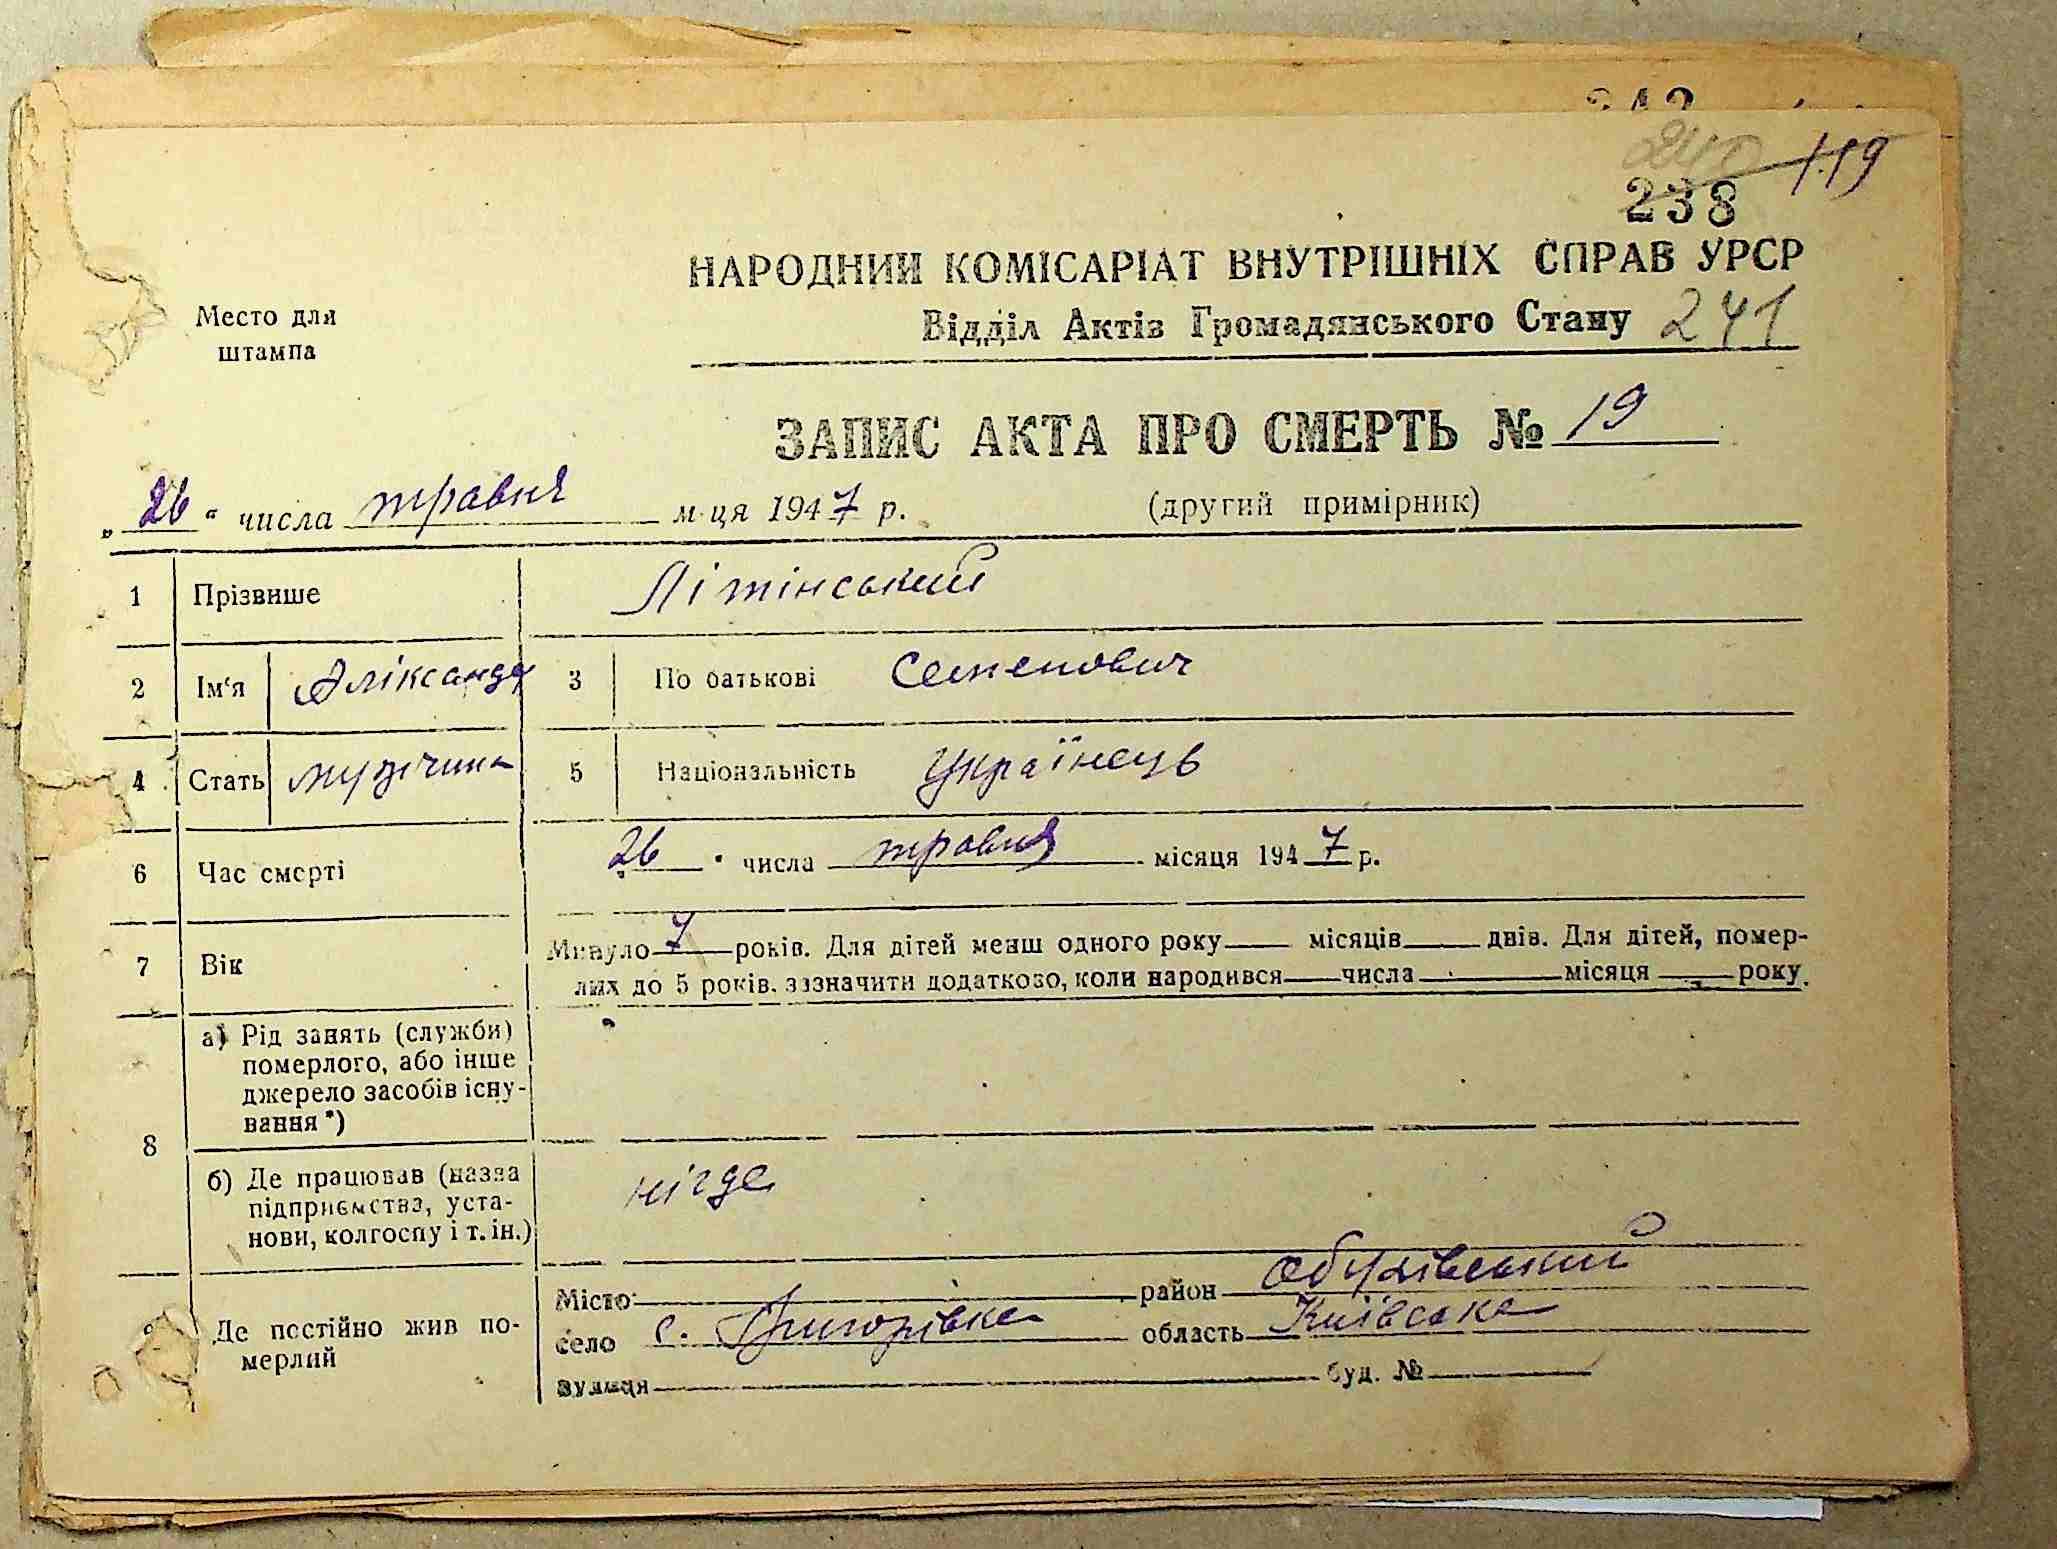 240 119
238
НАРОДНИЙ КОМІСАРІАТ ВНУТРІШНІХ СПРАВ УРСР
Место для штампа
Відділ Актів Громадянського Стану 241
ЗАПИС АКТА ПРО СМЕРТЬ № 19
„26“ числа травня м-ця 1947 р. (другий примірник)
1 Прізвише Літінський
2 Ім‘я Аліксандр 3 По батькові Семенович
4 Стать мущчина 5 Національність Українець
6 Час смерті 26 " числа травня місяця 1947 р.
7 Вік Минуло 7 років. Для дітей менш одного року місяців днів. Для дітей, помер-
лих до 5 років, зазначити додатково, коли народився числа місяця року.
8 а) Рід занять (служби)
померлого, або інше
джерело засобів існу-
вання*)
б) Де працював (назва
підприємства, уста-
нови, колгоспу і т. ін.)
нігде
Де постійно жив по-
мерлий
Місто район Обухівський
село с. Григорівка область Київська
вулиця буд. №